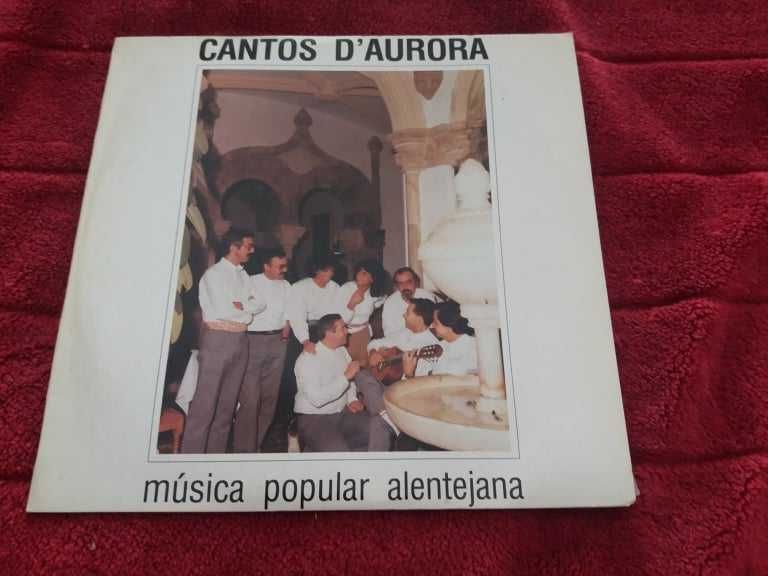 CANTOS D'AURORA
música popular alentejana